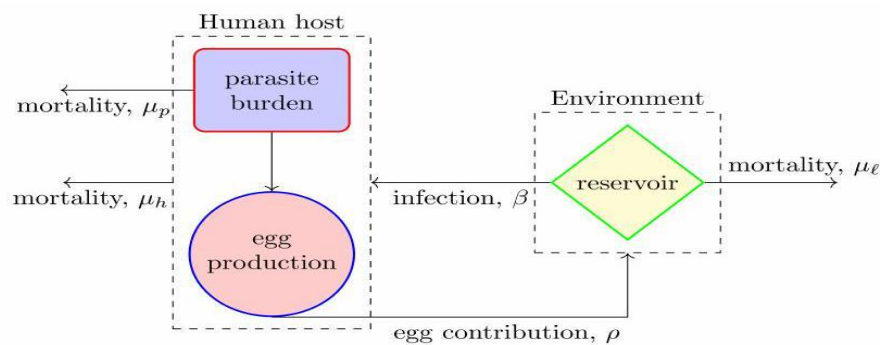 Human host
parasite
burden
mortality, μp
mortality, μh
egg
production
Environment
reservoir
infection, β
mortality, μℓ
egg contribution, ρ